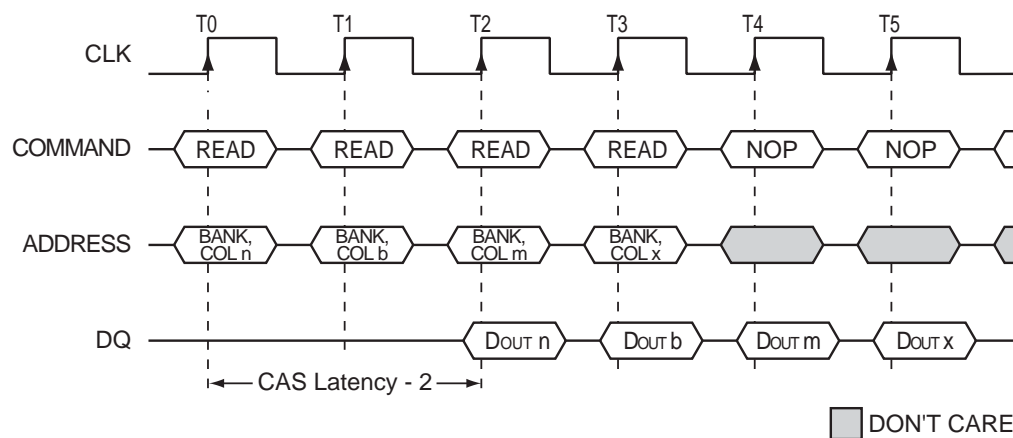 T0 T1 T2 T3 T4 T5
CLK
COMMAND READ READ READ READ NOP NOP
ADDRESS BANK, COL n BANK, COL b BANK, COL m BANK, COL x
DQ DOUT n DOUT b DOUT m DOUT x
CAS Latency - 2
DON'T CARE